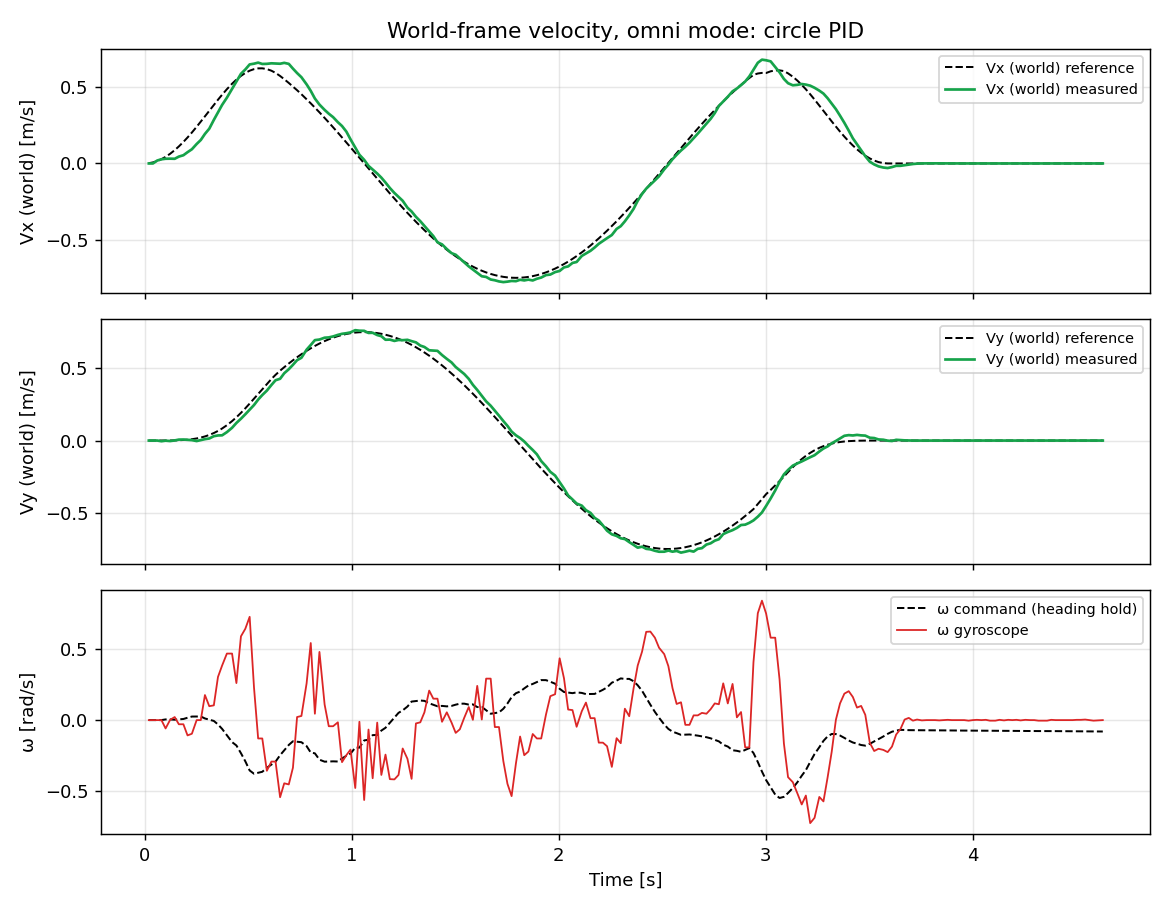 World-frame velocity, omni mode: circle PID
Vx (world) [m/s]
0.5
0.0
−0.5
Vx (world) reference
Vx (world) measured
Vy (world) [m/s]
0.5
0.0
−0.5
Vy (world) reference
Vy (world) measured
ω [rad/s]
0.5
0.0
−0.5
ω command (heading hold)
ω gyroscope
0 1 2 3 4
Time [s]